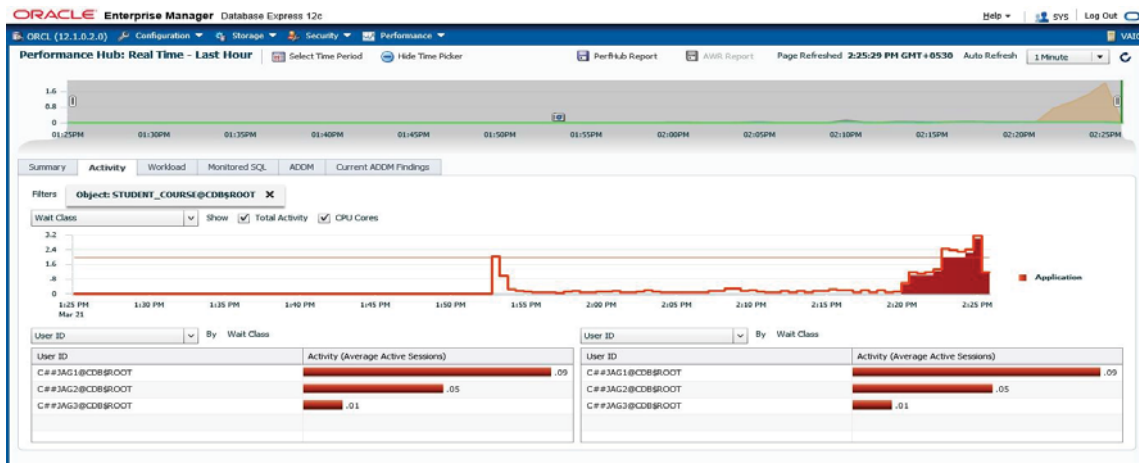 ORACLE Enterprise Manager Database Express 12c
Help SYS Log Out
ORCL (12.1.0.2.0) Configuration Storage Security Performance
Performance Hub: Real Time - Last Hour Select Time Period Hide Time Picker PerfHub Report AWR Report Page Refreshed 2:25:29 PM GMT+0530 Auto Refresh 1 Minute
1.6
0.8
0
01:25PM 01:30PM 01:35PM 01:40PM 01:45PM 01:50PM 01:55PM 02:00PM 02:05PM 02:10PM 02:15PM 02:20PM 02:25PM
Summary Activity Workload Monitored SQL ADDM Current ADDM Findings
Filters Object: STUDENT_COURSE@CDB$ROOT X
Wait Class Show Total Activity CPU Cores
3.2
2.4
1.6
.8
0
Application
1:25 PM 1:30 PM 1:35 PM 1:40 PM 1:45 PM 1:50 PM 1:55 PM 2:00 PM 2:05 PM 2:10 PM 2:15 PM 2:20 PM 2:25 PM
Mar 21
User ID By Wait Class
User ID Activity (Average Active Sessions)
C##JAG1@CDB$ROOT .09
C##JAG2@CDB$ROOT .05
C##JAG3@CDB$ROOT .01
User ID By Wait Class
User ID Activity (Average Active Sessions)
C##JAG1@CDB$ROOT .09
C##JAG2@CDB$ROOT .05
C##JAG3@CDB$ROOT .01